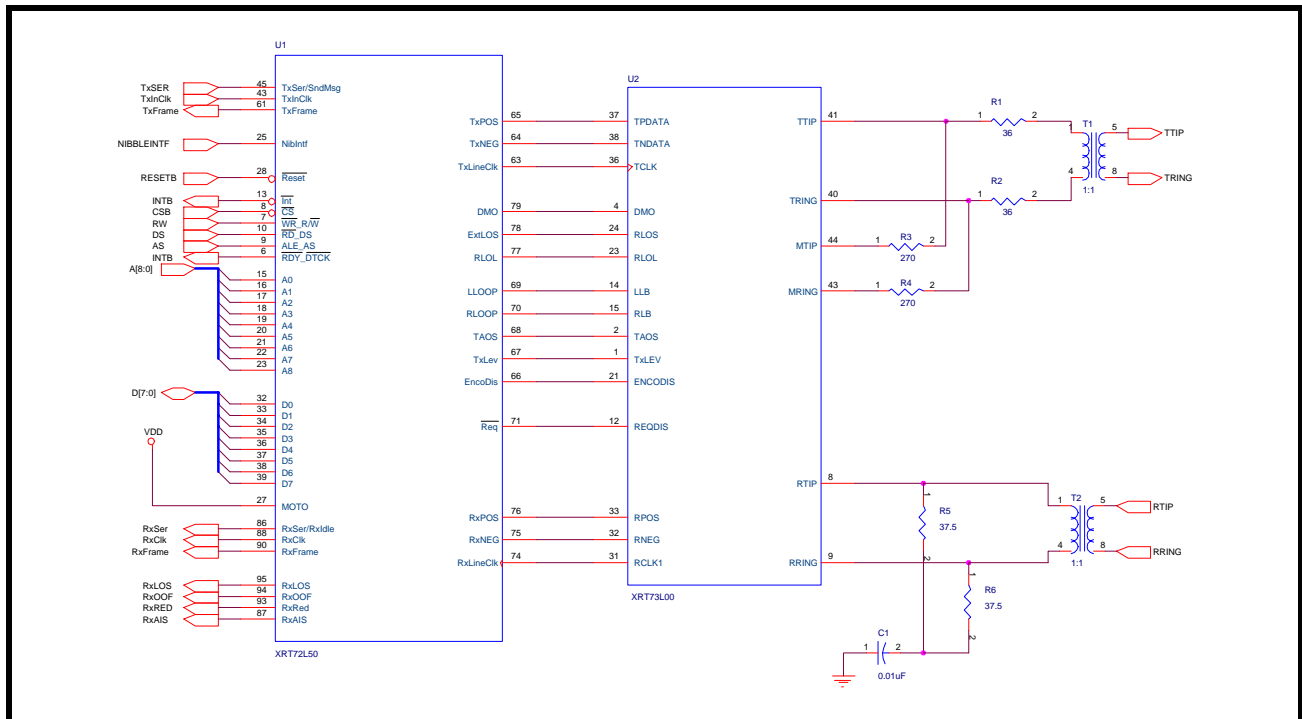 U1
TxSER 45 TxSer/SndMsg
TxInClk 43 TxInClk
TxFrame 61 TxFrame
NIBBLEINTF 25 NibIntf
RESETB 28 Reset
INTB 13 Int
CSB 8 CS
RW 7 WR_R/W
DS 10 RD_DS
AS 9 ALE_AS
INTB 6 RDY_DTCK
A[8:0]
15 A0
16 A1
17 A2
18 A3
19 A4
20 A5
21 A6
22 A7
23 A8
D[7:0]
32 D0
33 D1
34 D2
35 D3
36 D4
37 D5
38 D6
39 D7
VDD
27 MOTO
RxSer 86 RxSer/RxIdle
RxClk 88 RxClk
RxFrame 90 RxFrame
RxLOS 95 RxLOS
RxOOF 94 RxOOF
RxRED 93 RxRed
RxAIS 87 RxAIS
XRT72L50
TxPOS 65
TxNEG 64
TxLineClk 63
DMO 79
ExtLOS 78
RLOL 77
LLOOP 69
RLOOP 70
TAOS 68
TxLev 67
EncoDis 66
Req 71
RxPOS 76
RxNEG 75
RxLineClk 74
U2
37 TPDATA
38 TNDATA
36 TCLK
4 DMO
24 RLOS
23 RLOL
14 LLB
15 RLB
2 TAOS
1 TxLEV
21 ENCODIS
12 REQDIS
33 RPOS
32 RNEG
31 RCLK1
XRT73L00
TTIP 41
TRING 40
MTIP 44
MRING 43
RTIP 8
RRING 9
R1
1 2
36
R2
1 2
36
R3
1 2
270
R4
1 2
270
T1
1 5
4 8
1:1
TTIP
TRING
1
R5
37.5
2
1
R6
37.5
2
C1
1 2
0.01uF
T2
1 5
4 8
1:1
RTIP
RRING